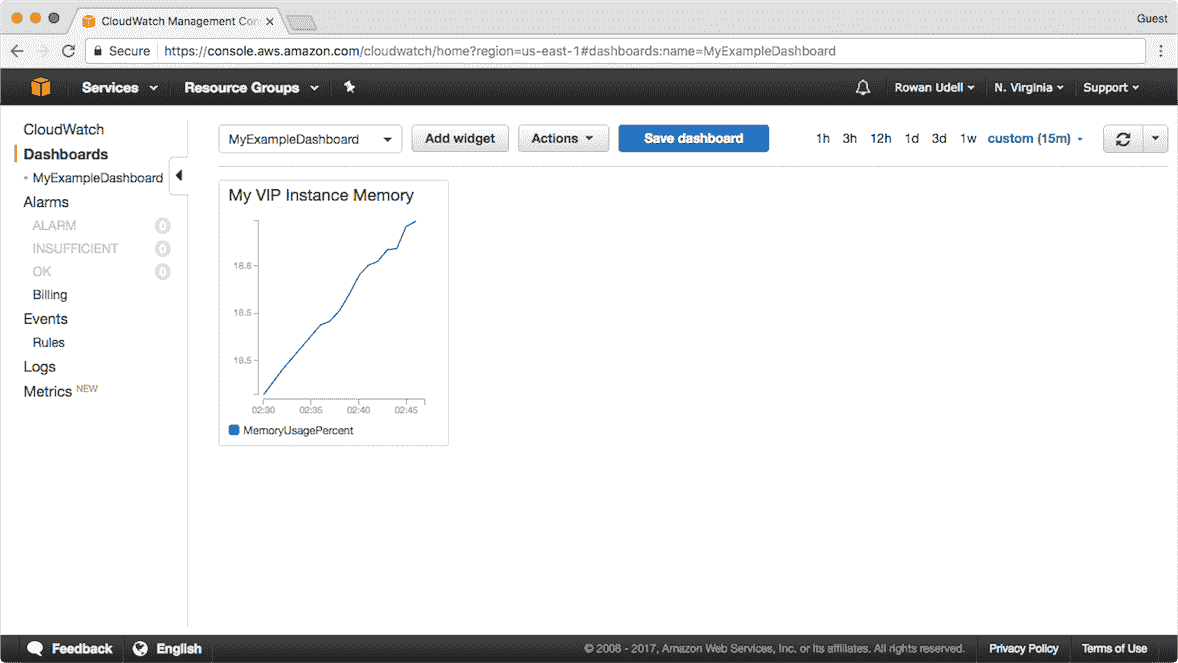 CloudWatch Management Con
Guest
Secure https://console.aws.amazon.com/cloudwatch/home?region=us-east-1#dashboards:name=MyExampleDashboard
Services Resource Groups Rowan Udell N. Virginia Support
CloudWatch
Dashboards
MyExampleDashboard
Alarms
ALARM 0
INSUFFICIENT 0
OK 0
Billing
Events
Rules
Logs
Metrics NEW
MyExampleDashboard Add widget Actions Save dashboard 1h 3h 12h 1d 3d 1w custom (15m)
My VIP Instance Memory
18.6
18.5
18.5
02:30 02:35 02:40 02:45
MemoryUsagePercent
Feedback English © 2008 - 2017, Amazon Web Services, Inc. or its affiliates. All rights reserved. Privacy Policy Terms of Use